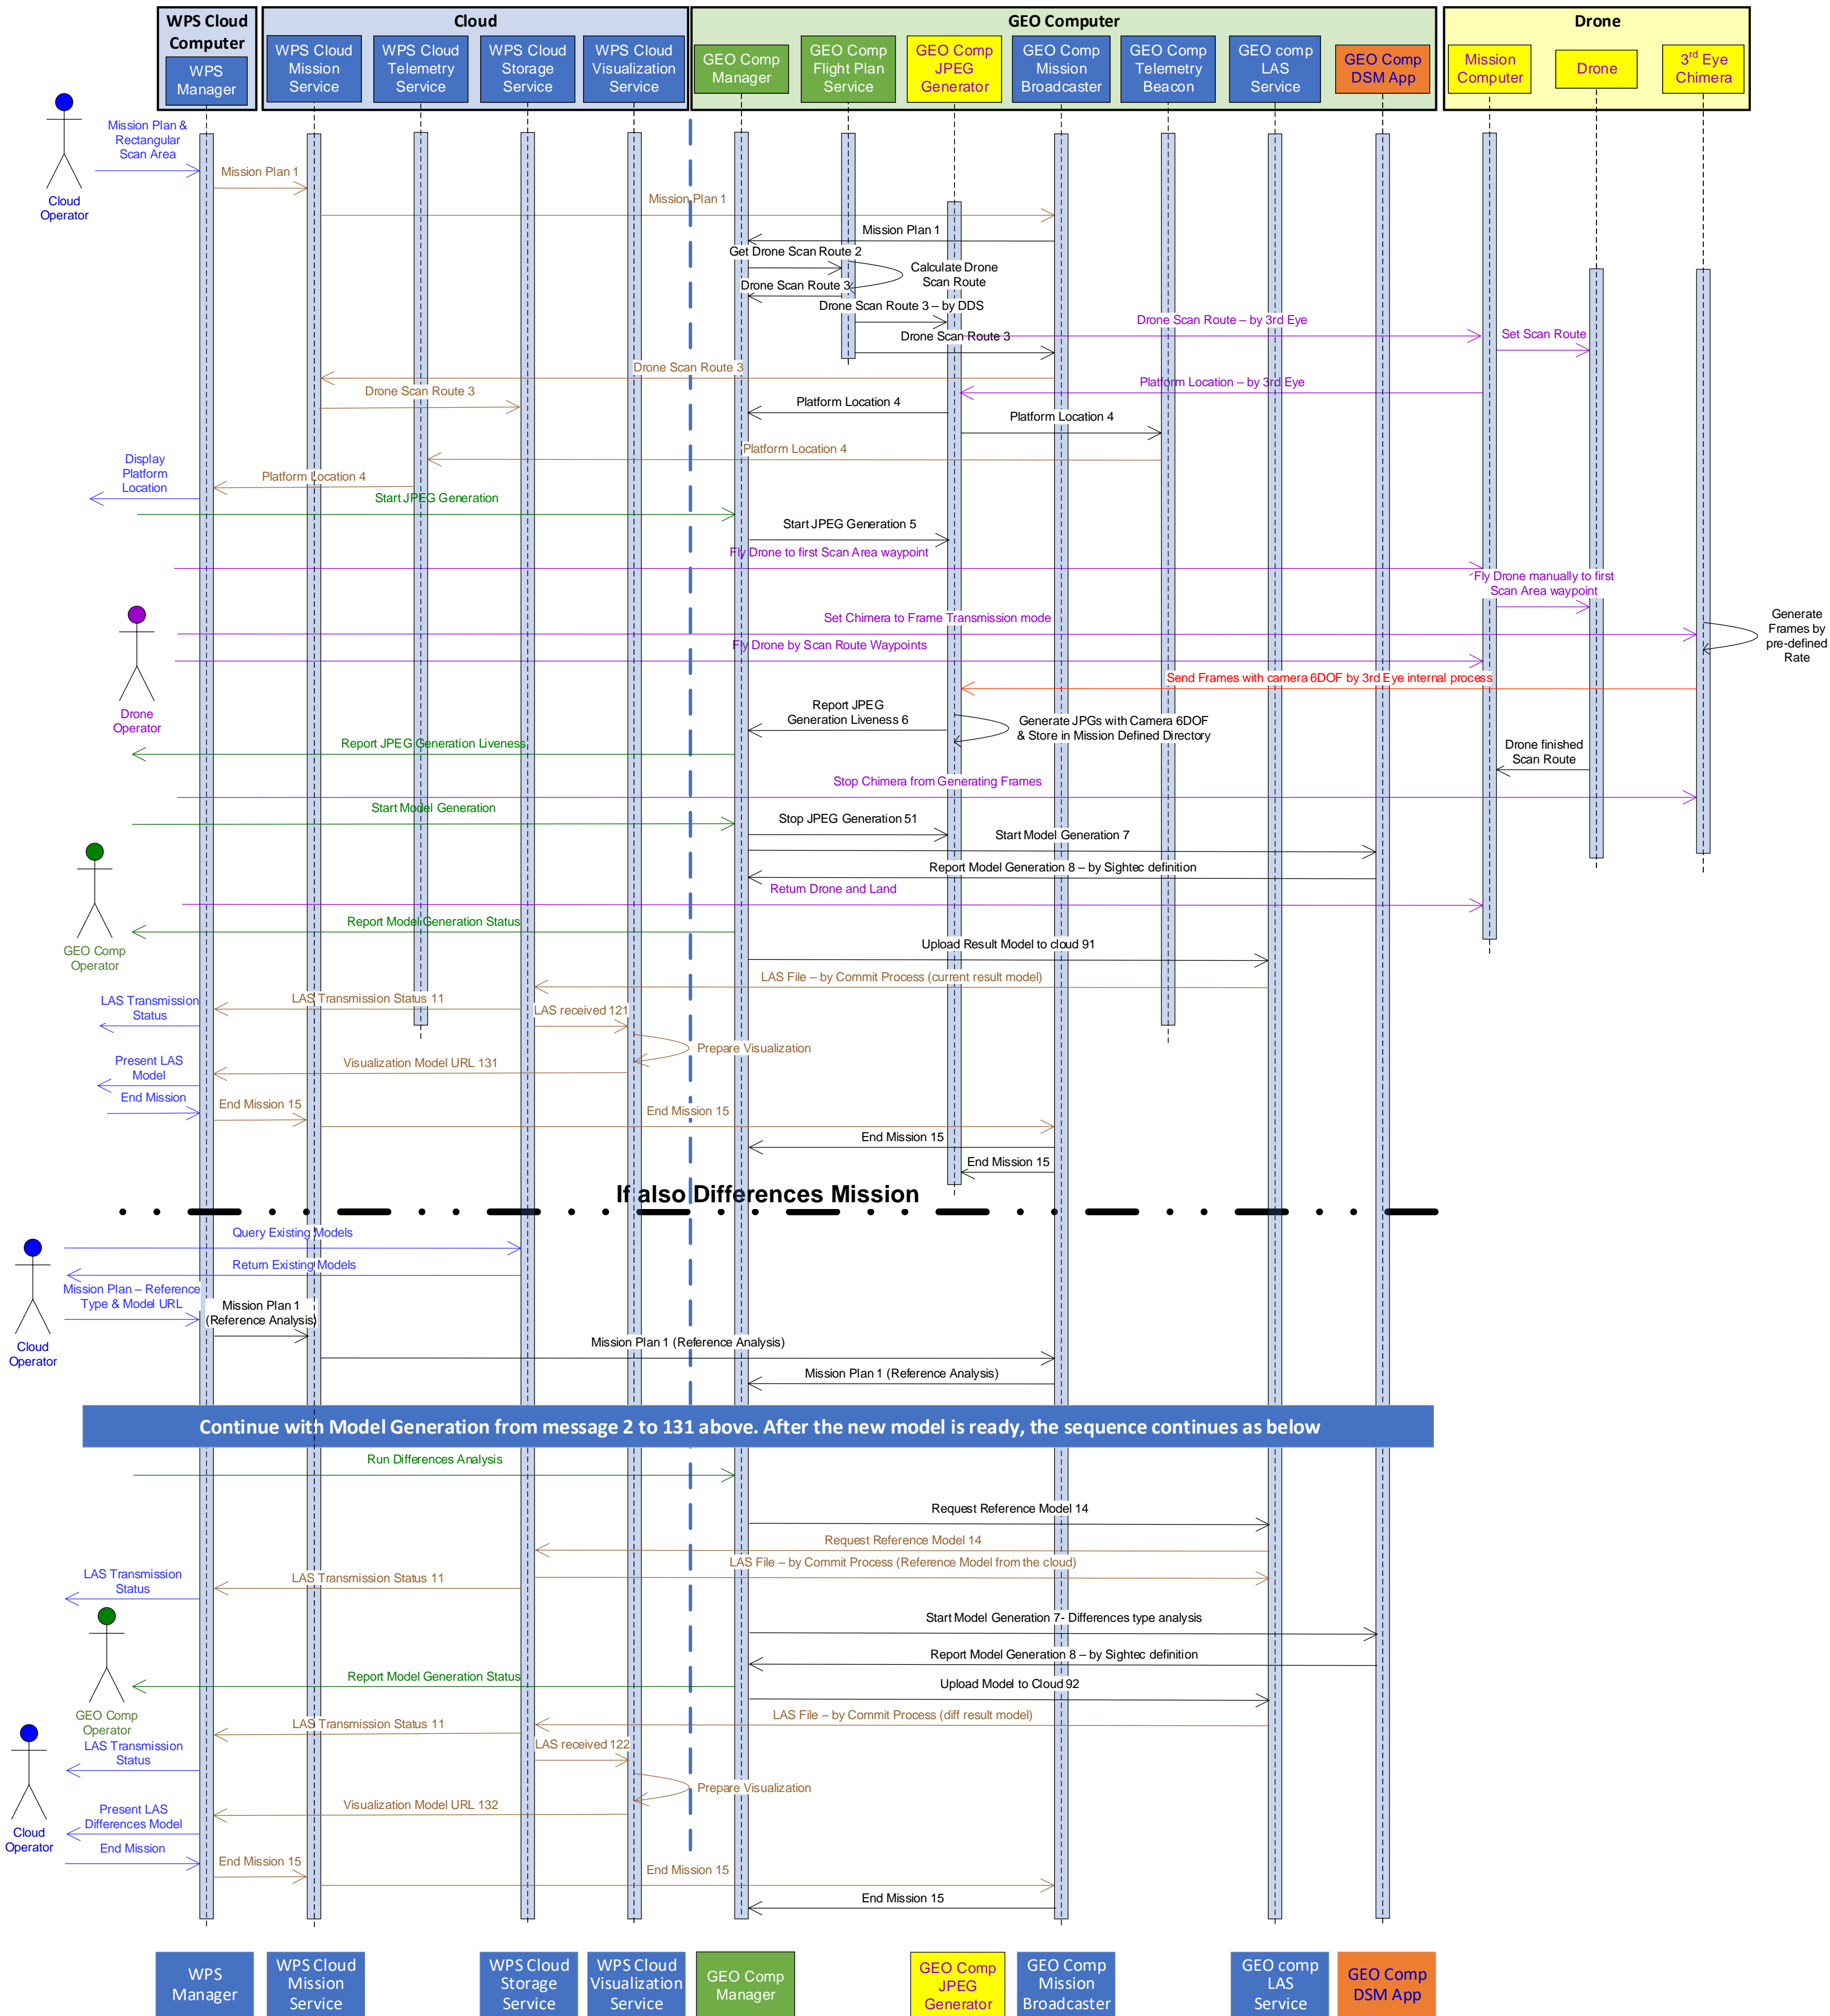 WPS Cloud
Computer
Cloud
GEO Computer
Drone
WPS
Manager
WPS Cloud
Mission
Service
WPS Cloud
Telemetry
Service
WPS Cloud
Storage
Service
WPS Cloud
Visualization
Service
GEO Comp
Manager
GEO Comp
Flight Plan
Service
GEO Comp
JPEG
Generator
GEO Comp
Mission
Broadcaster
GEO Comp
Telemetry
Beacon
GEO comp
LAS
Service
GEO Comp
DSM App
Mission
Computer
Drone
3rd Eye
Chimera
Mission Plan &
Rectangular
Scan Area
Cloud
Operator
Mission Plan 1
Mission Plan 1
Mission Plan 1
Get Drone Scan Route 2
Calculate Drone
Scan Route
Drone Scan Route 3
Drone Scan Route 3 – by DDS
Drone Scan Route – by 3rd Eye
Set Scan Route
Drone Scan Route 3
Drone Scan Route 3
Drone Scan Route 3
Platform Location – by 3rd Eye
Platform Location 4
Platform Location 4
Platform Location 4
Display
Platform
Location
Platform Location 4
Start JPEG Generation
Start JPEG Generation 5
Fly Drone to first Scan Area waypoint
Fly Drone manually to first
Scan Area waypoint
Set Chimera to Frame Transmission mode
Generate
Frames by
pre-defined
Rate
Fly Drone by Scan Route Waypoints
Send Frames with camera 6DOF by 3rd Eye internal process
Drone
Operator
Report JPEG
Generation Liveness 6
Generate JPGs with Camera 6DOF
& Store in Mission Defined Directory
Report JPEG Generation Liveness
Drone finished
Scan Route
Stop Chimera from Generating Frames
Start Model Generation
Stop JPEG Generation 51
Start Model Generation 7
Report Model Generation 8 – by Sightec definition
Return Drone and Land
GEO Comp
Operator
Report Model Generation Status
Upload Result Model to cloud 91
LAS File – by Commit Process (current result model)
LAS Transmission
Status
LAS Transmission Status 11
LAS received 121
Prepare Visualization
Present LAS
Model
Visualization Model URL 131
End Mission
End Mission 15
End Mission 15
End Mission 15
End Mission 15
If also Differences Mission
Query Existing Models
Return Existing Models
Mission Plan – Reference
Type & Model URL
Mission Plan 1
(Reference Analysis)
Cloud
Operator
Mission Plan 1 (Reference Analysis)
Mission Plan 1 (Reference Analysis)
Continue with Model Generation from message 2 to 131 above. After the new model is ready, the sequence continues as below
Run Differences Analysis
Request Reference Model 14
Request Reference Model 14
LAS File – by Commit Process (Reference Model from the cloud)
LAS Transmission
Status
LAS Transmission Status 11
Start Model Generation 7- Differences type analysis
Report Model Generation 8 – by Sightec definition
Report Model Generation Status
Upload Model to Cloud 92
GEO Comp
Operator
LAS File – by Commit Process (diff result model)
LAS Transmission Status 11
LAS Transmission
Status
LAS received 122
Prepare Visualization
Present LAS
Differences Model
Visualization Model URL 132
Cloud
Operator
End Mission
End Mission 15
End Mission 15
End Mission 15
WPS
Manager
WPS Cloud
Mission
Service
WPS Cloud
Storage
Service
WPS Cloud
Visualization
Service
GEO Comp
Manager
GEO Comp
JPEG
Generator
GEO Comp
Mission
Broadcaster
GEO comp
LAS
Service
GEO Comp
DSM App